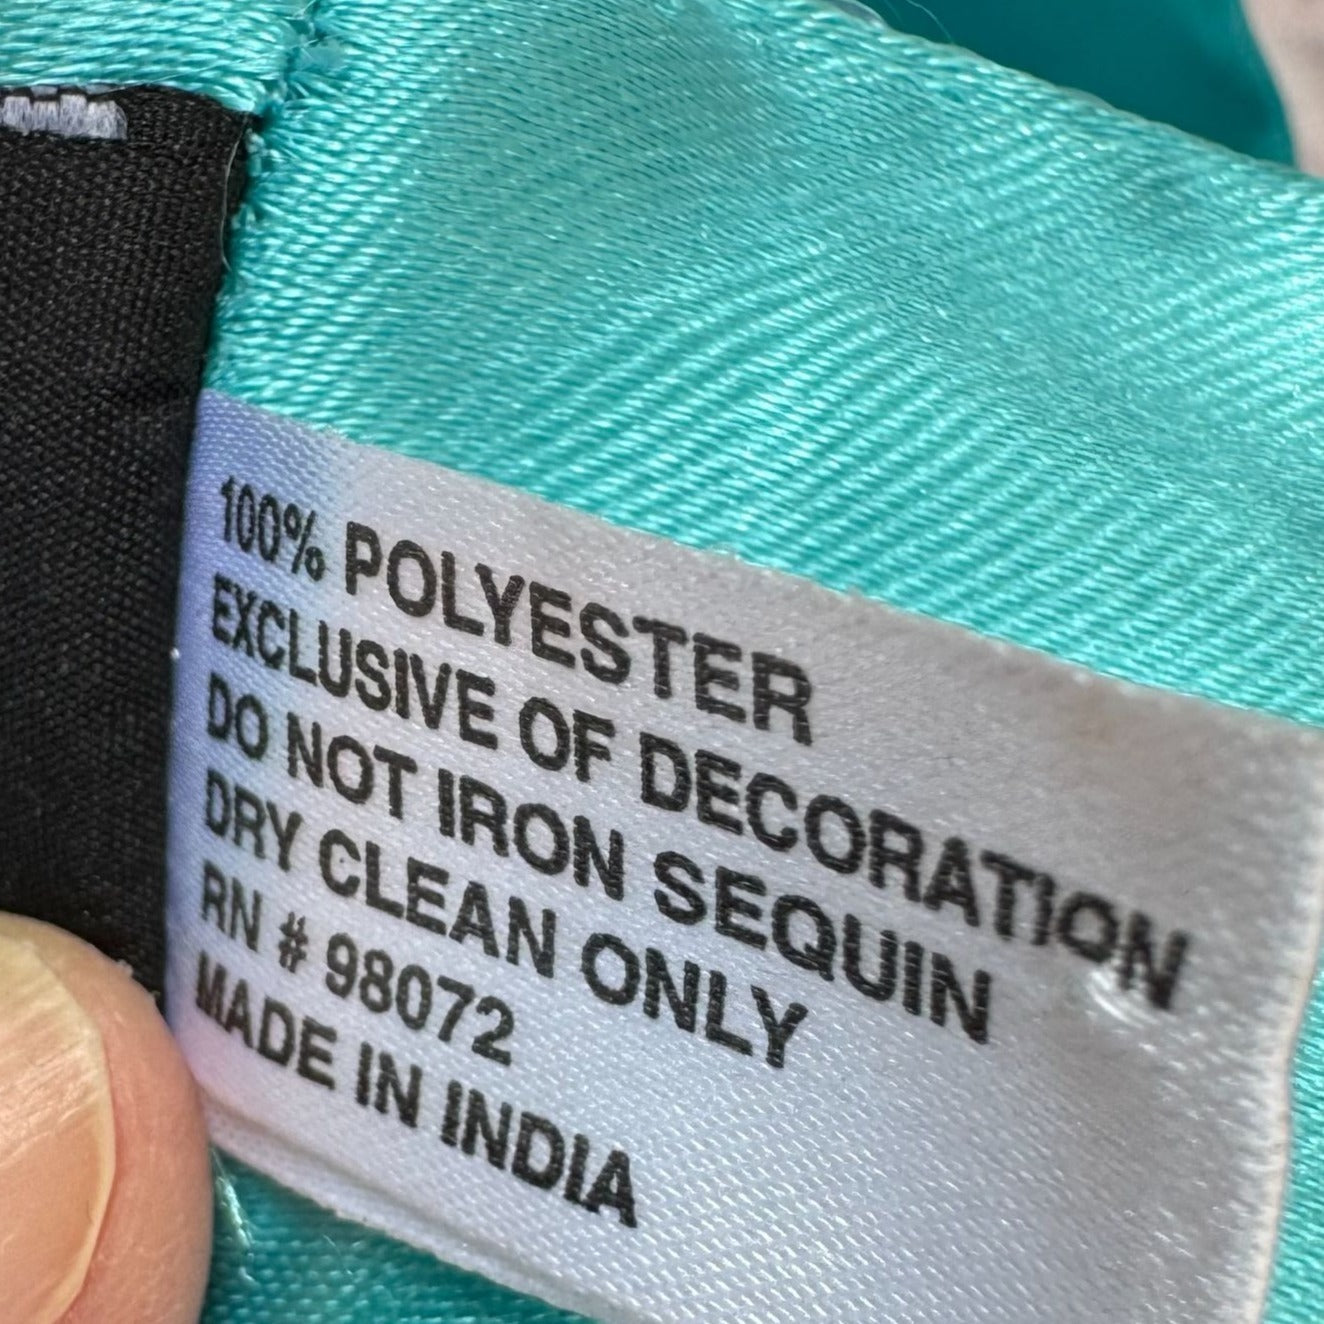 100% POLYESTER
EXCLUSIVE OF DECORATION
DO NOT IRON SEQUIN
DRY CLEAN ONLY
RN # 98072
MADE IN INDIA